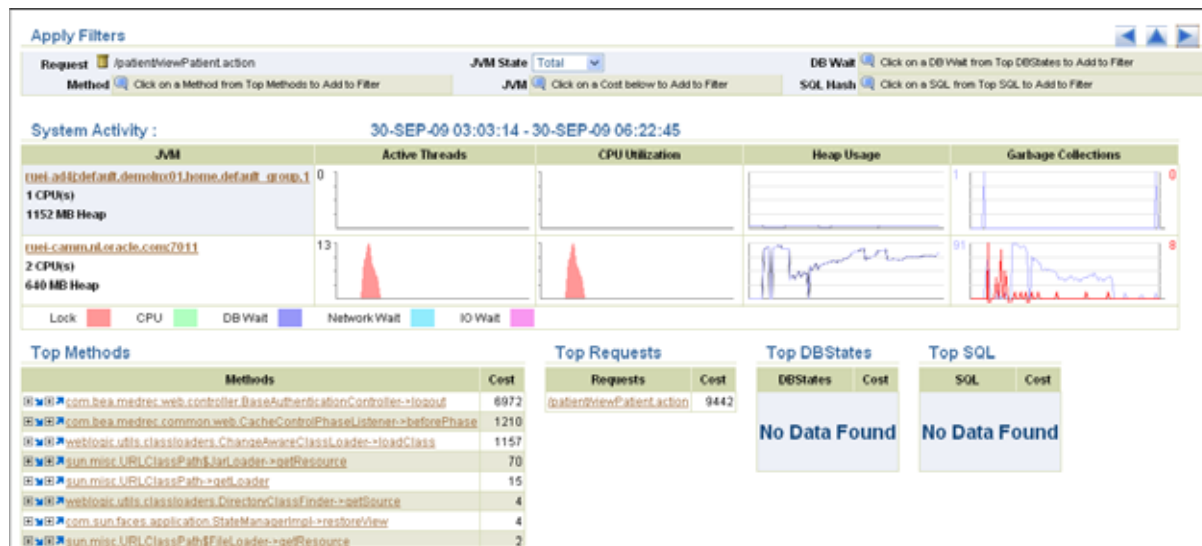 Apply Filters
Request /patient/viewPatient.action JVM State Total DB Wait Click on a DB Wait from Top DBStates to Add to Filter
Method Click on a Method from Top Methods to Add to Filter JVM Click on a Cost below to Add to Filter SQL Hash Click on a SQL from Top SQL to Add to Filter
System Activity : 30-SEP-09 03:03:14 - 30-SEP-09 06:22:45
JVM Active Threads CPU Utilization Heap Usage Garbage Collections
0 1 0
1 CPU(s)
1152 MB Heap
ruei-camm.nl.oracle.com:7011 13 91 8
2 CPU(s)
640 MB Heap
Lock CPU DB Wait Network Wait IO Wait
Top Methods Top Requests Top DBStates Top SQL
Methods Cost Requests Cost DBStates Cost SQL Cost
com.bea.medrec.web.controller.BaseAuthenticationController->logout 6972 /patient/viewPatient.action 9442
com.bea.medrec.common.web.CacheControlPhaseListener->beforePhase 1210
weblogic.utils.classloaders.ChangeAwareClassLoader->loadClass 1157 No Data Found No Data Found
sun.misc.URLClassPath$JarLoader->getResource 70
sun.misc.URLClassPath->getLoader 15
weblogic.utils.classloaders.DirectoryClassFinder->getSource 4
com.sun.faces.application.StateManagerImpl->restoreView 4
sun.misc.URLClassPath$FileLoader->getResource 2